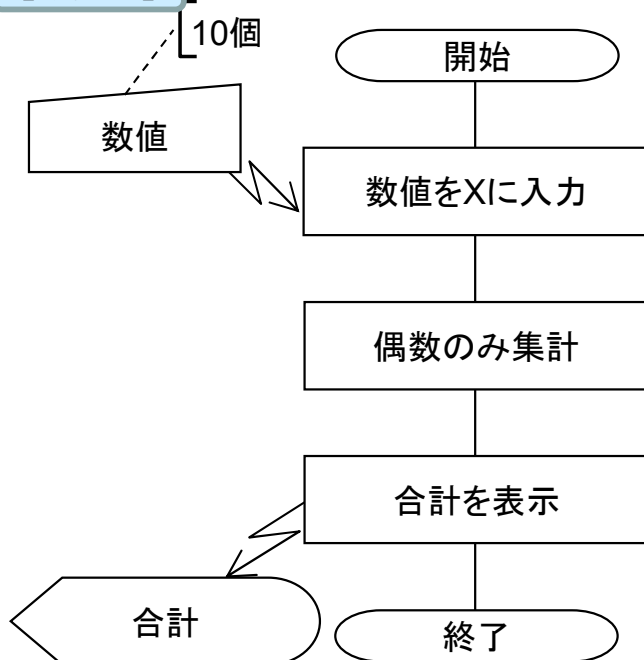 10個
開始
数値
数値をXに入力
偶数のみ集計
合計を表示
合計
終了